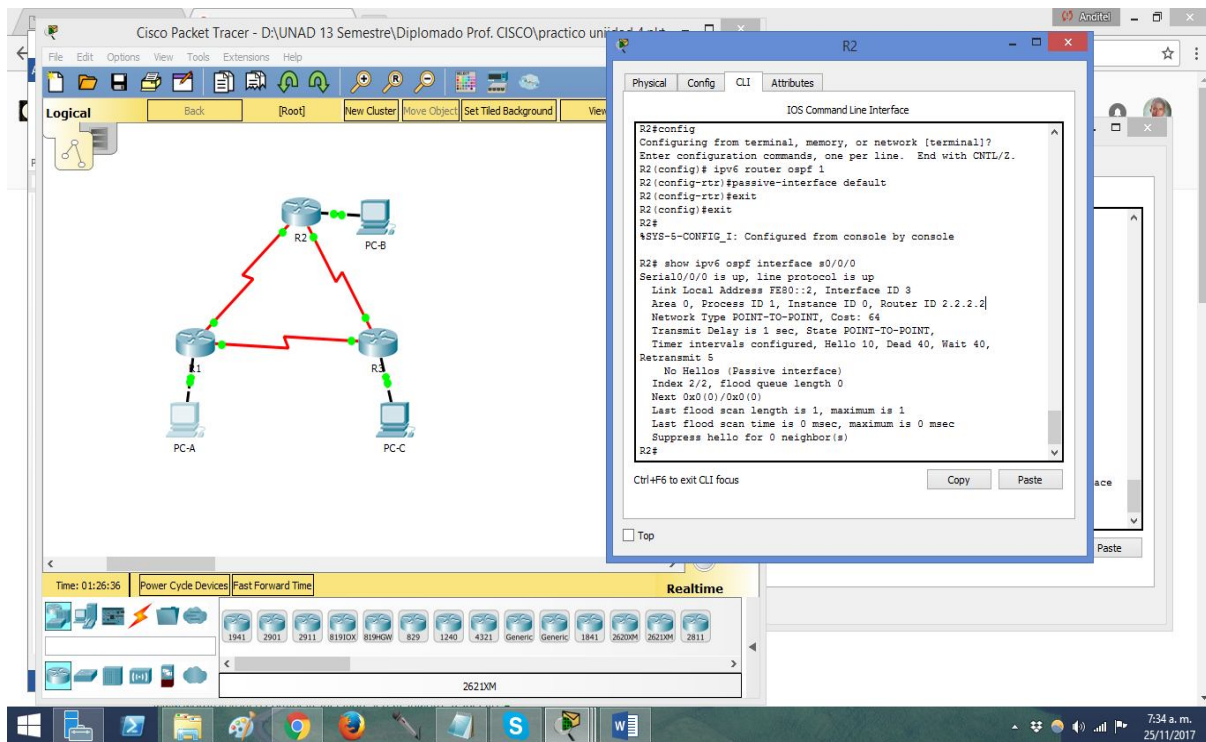 Anditel
Cisco Packet Tracer - D:\UNAD 13 Semestre\Diplomado Prof. CISCO\practico
File Edit Options View Tools Extensions Help
Logical
Back
[Root]
New Cluster
Move Object
Set Tiled Background
View
R2
PC-B
R1
R3
PC-A
PC-C
Time: 01:26:36
Power Cycle Devices
Fast Forward Time
Realtime
1941
2901
2911
819IOX
819HGW
829
1240
4321
Generic
Generic
1841
2620XM
2621XM
2811
2621XM
R2
Physical
Config
CLI
Attributes
IOS Command Line Interface
R2#config
Configuring from terminal, memory, or network [terminal]?
Enter configuration commands, one per line. End with CNTL/Z.
R2(config)# ipv6 router ospf 1
R2(config-rtr)#passive-interface default
R2(config-rtr)#exit
R2(config)#exit
R2#
%SYS-5-CONFIG_I: Configured from console by console
R2# show ipv6 ospf interface s0/0/0
Serial0/0/0 is up, line protocol is up
Link Local Address FE80::2, Interface ID 3
Area 0, Process ID 1, Instance ID 0, Router ID 2.2.2.2
Network Type POINT-TO-POINT, Cost: 64
Transmit Delay is 1 sec, State POINT-TO-POINT,
Timer intervals configured, Hello 10, Dead 40, Wait 40,
Retransmit 5
No Hellos (Passive interface)
Index 2/2, flood queue length 0
Next 0x0(0)/0x0(0)
Last flood scan length is 1, maximum is 1
Last flood scan time is 0 msec, maximum is 0 msec
Suppress hello for 0 neighbor(s)
R2#
Ctrl+F6 to exit CLI focus
Copy
Paste
Top
ace
Paste
7:34 a. m.
25/11/2017